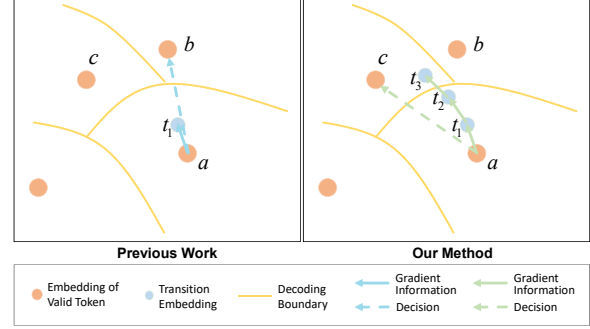 b
c
t1
a
b
c
t3
t2
t1
a
Previous Work
Our Method
Embedding of
Valid Token
Transition
Embedding
Decoding
Boundary
Gradient
Information
Decision
Gradient
Information
Decision